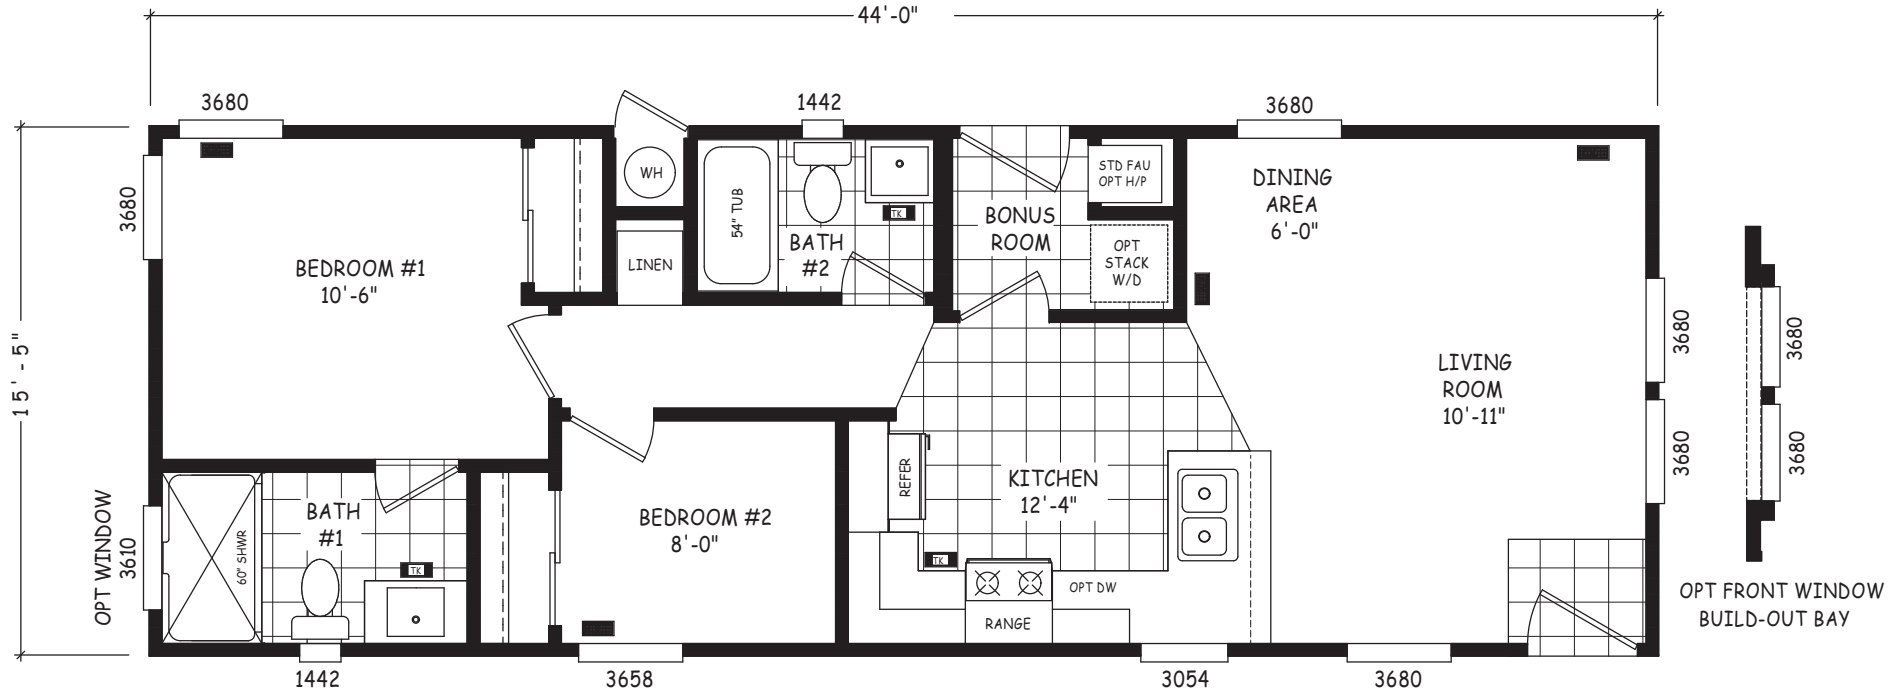 44'-0"
3680
1442
3680
15'-5"
3680
WH
54" TUB
TK
STD FAU
OPT H/P
DINING
AREA
6'-0"
BONUS
ROOM
BATH
#2
OPT
STACK
W/D
LINEN
BEDROOM #1
10'-6"
LIVING
ROOM
10'-11"
3680
3680
3680
3680
REFER
KITCHEN
12'-4"
OPT WINDOW
3610
60" SHWR
BATH
#1
TK
BEDROOM #2
8'-0"
TK
OPT DW
RANGE
OPT FRONT WINDOW
BUILD-OUT BAY
1442
3658
3054
3680